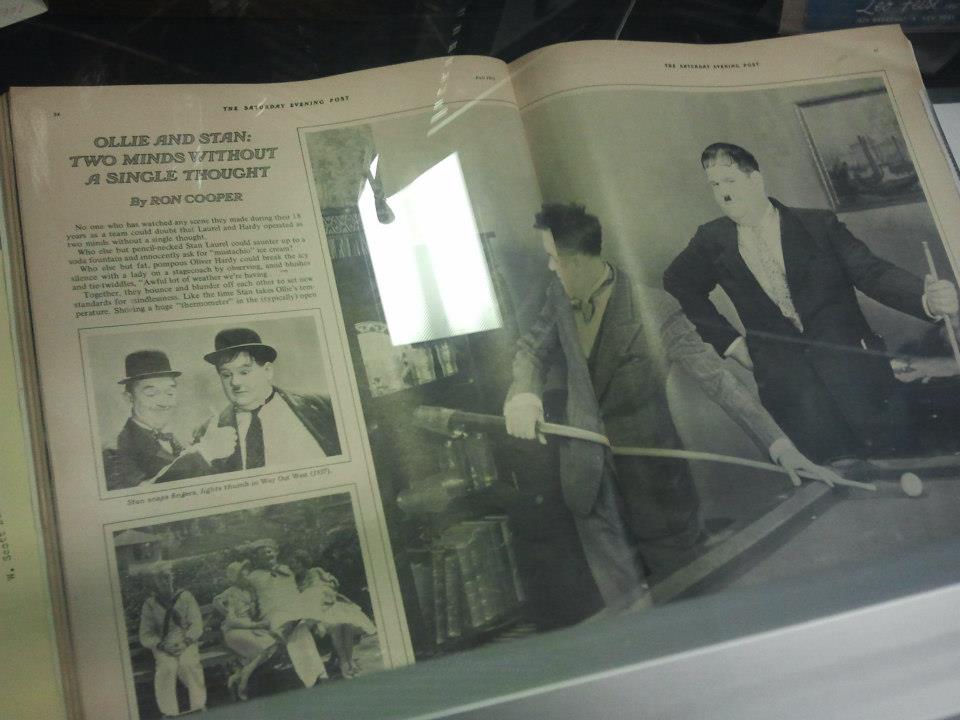 Leo Feist
36
THE SATURDAY EVENING POST
THE SATURDAY EVENING POST
OLLIE AND STAN:
TWO MINDS WITHOUT
A SINGLE THOUGHT
By RON COOPER
No one who has watched any scene they made during their 18
years as a team could doubt that Laurel and Hardy operated as
two minds without a single thought.
Who else but pencil-necked Stan Laurel could saunter up to a
soda fountain and innocently ask for "mustachio" ice cream?
Who else but fat, pompous Oliver Hardy could break the icy
silence with a lady on a stagecoach by observing, amid blushes
and tie-twiddles, "Awful lot of weather we're having.
Together, they bounce and blunder off each other to set new
standards for mindlessness. Like the time Stan takes Ollie's tem-
perature. Shoving a huge "thermometer" in the (typically) open
Stan snaps fingers, lights thumb in Way Out West (1937).
W. Scott